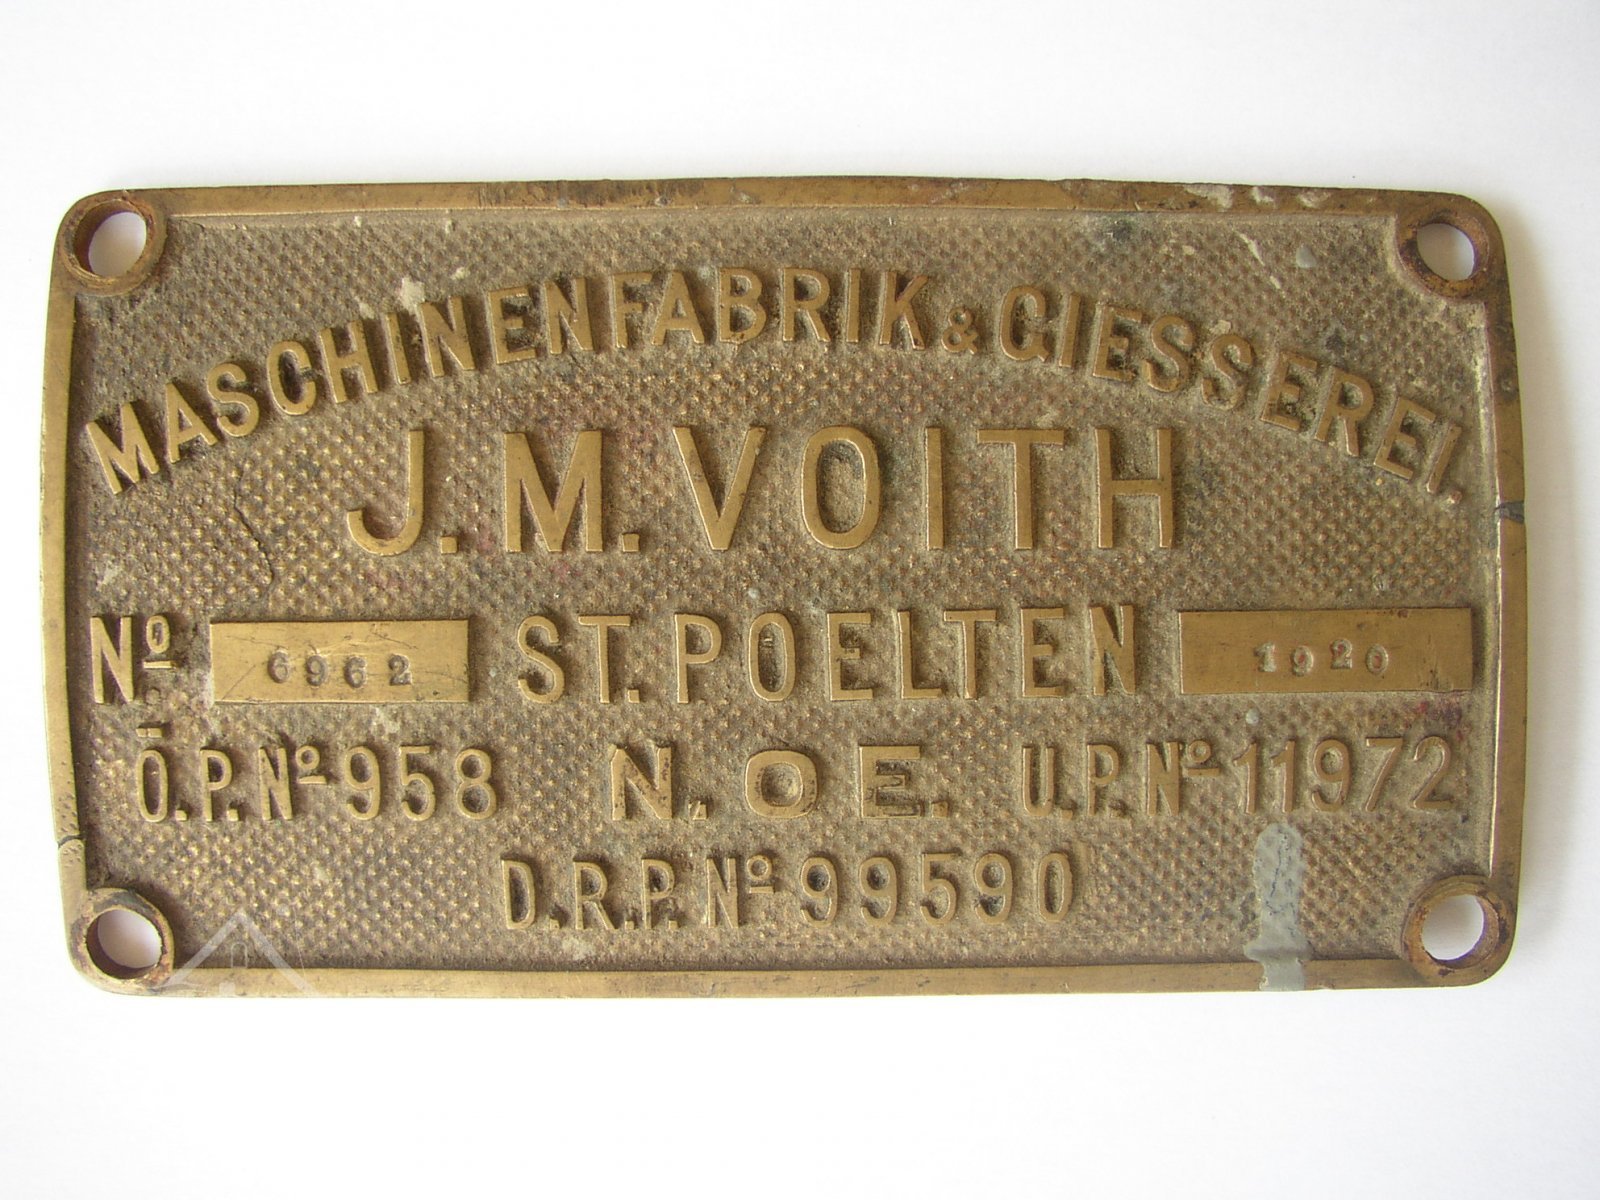 MASCHINENFABRIK & GIESSEREI.
J. M. VOITH
Nº 6962 ST. POELTEN 1920
Ö.P.Nº 958 N. OE. U.P.Nº 11972
D.R.P. Nº 99590